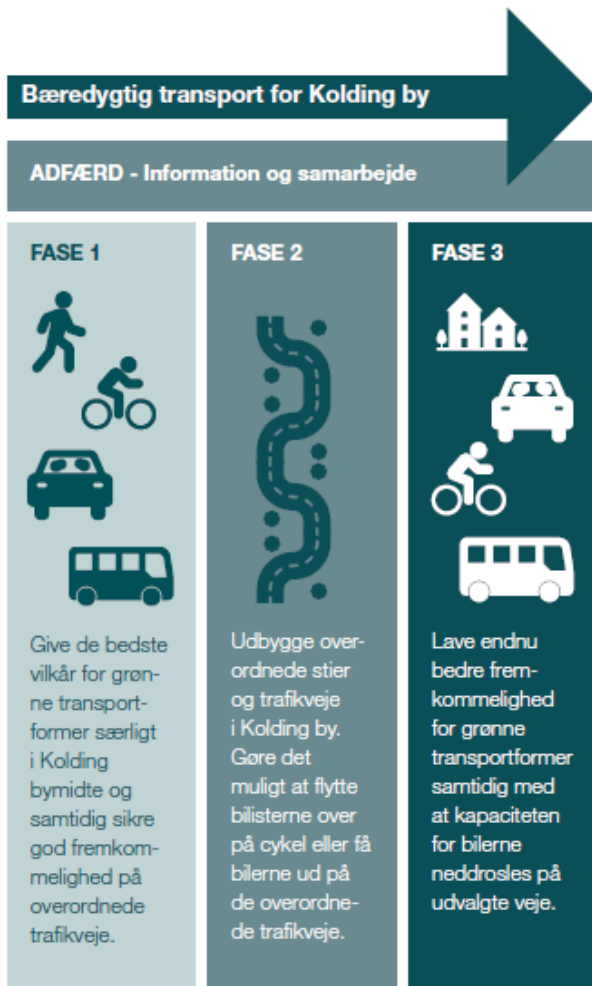 Bæredygtig transport for Kolding by
ADFÆRD - Information og samarbejde
FASE 1
Give de bedste
vilkår for grøn-
ne transport-
former særligt
i Kolding
bymidte og
samtidig sikre
god fremkom-
melighed på
overordnede
trafikveje.
FASE 2
Udbygge over-
ordnede stier
og trafikveje
i Kolding by.
Gøre det
muligt at flytte
bilisterne over
på cykel eller få
bilerne ud på
de overordne-
de trafikveje.
FASE 3
Lave endnu
bedre frem-
kommelighed
for grønne
transportformer
samtidig med
at kapaciteten
for bilerne
neddrosles på
udvalgte veje.